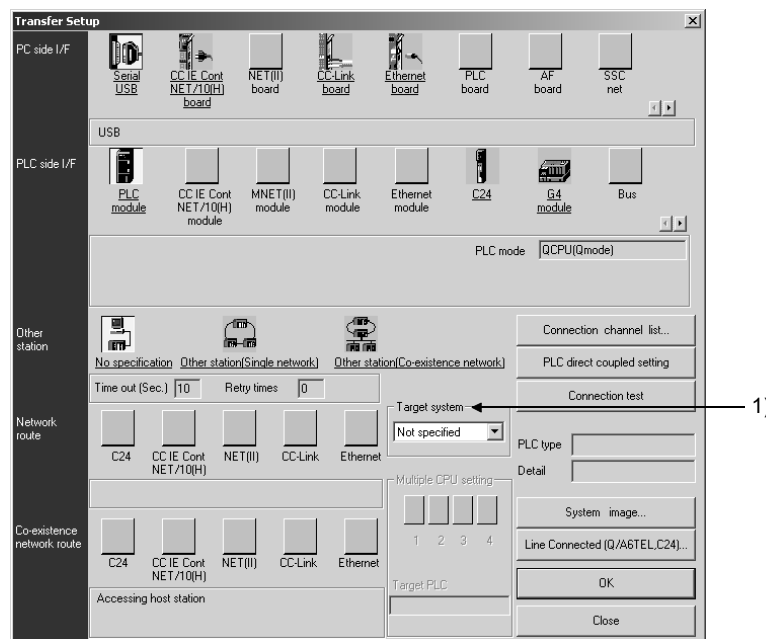 Transfer Setup
PC side I/F
Serial USB
CC IE Cont NET/10(H) board
NET(II) board
CC-Link board
Ethernet board
PLC board
AF board
SSC net
USB
PLC side I/F
PLC module
CC IE Cont NET/10(H) module
MNET(II) module
CC-Link module
Ethernet module
C24
G4 module
Bus
PLC mode QCPU(Qmode)
Other station
No specification
Other station(Single network)
Other station(Co-existence network)
Connection channel list...
PLC direct coupled setting
Time out (Sec.) 10 Retry times 0
Connection test
Target system
1)
Network route
C24
CC IE Cont NET/10(H)
NET(II)
CC-Link
Ethernet
Not specified
PLC type
Detail
Multiple CPU setting
1 2 3 4
System image...
Line Connected (Q/A6TEL,C24)...
Co-existence network route
C24
CC IE Cont NET/10(H)
NET(II)
CC-Link
Ethernet
Target PLC
OK
Accessing host station
Close